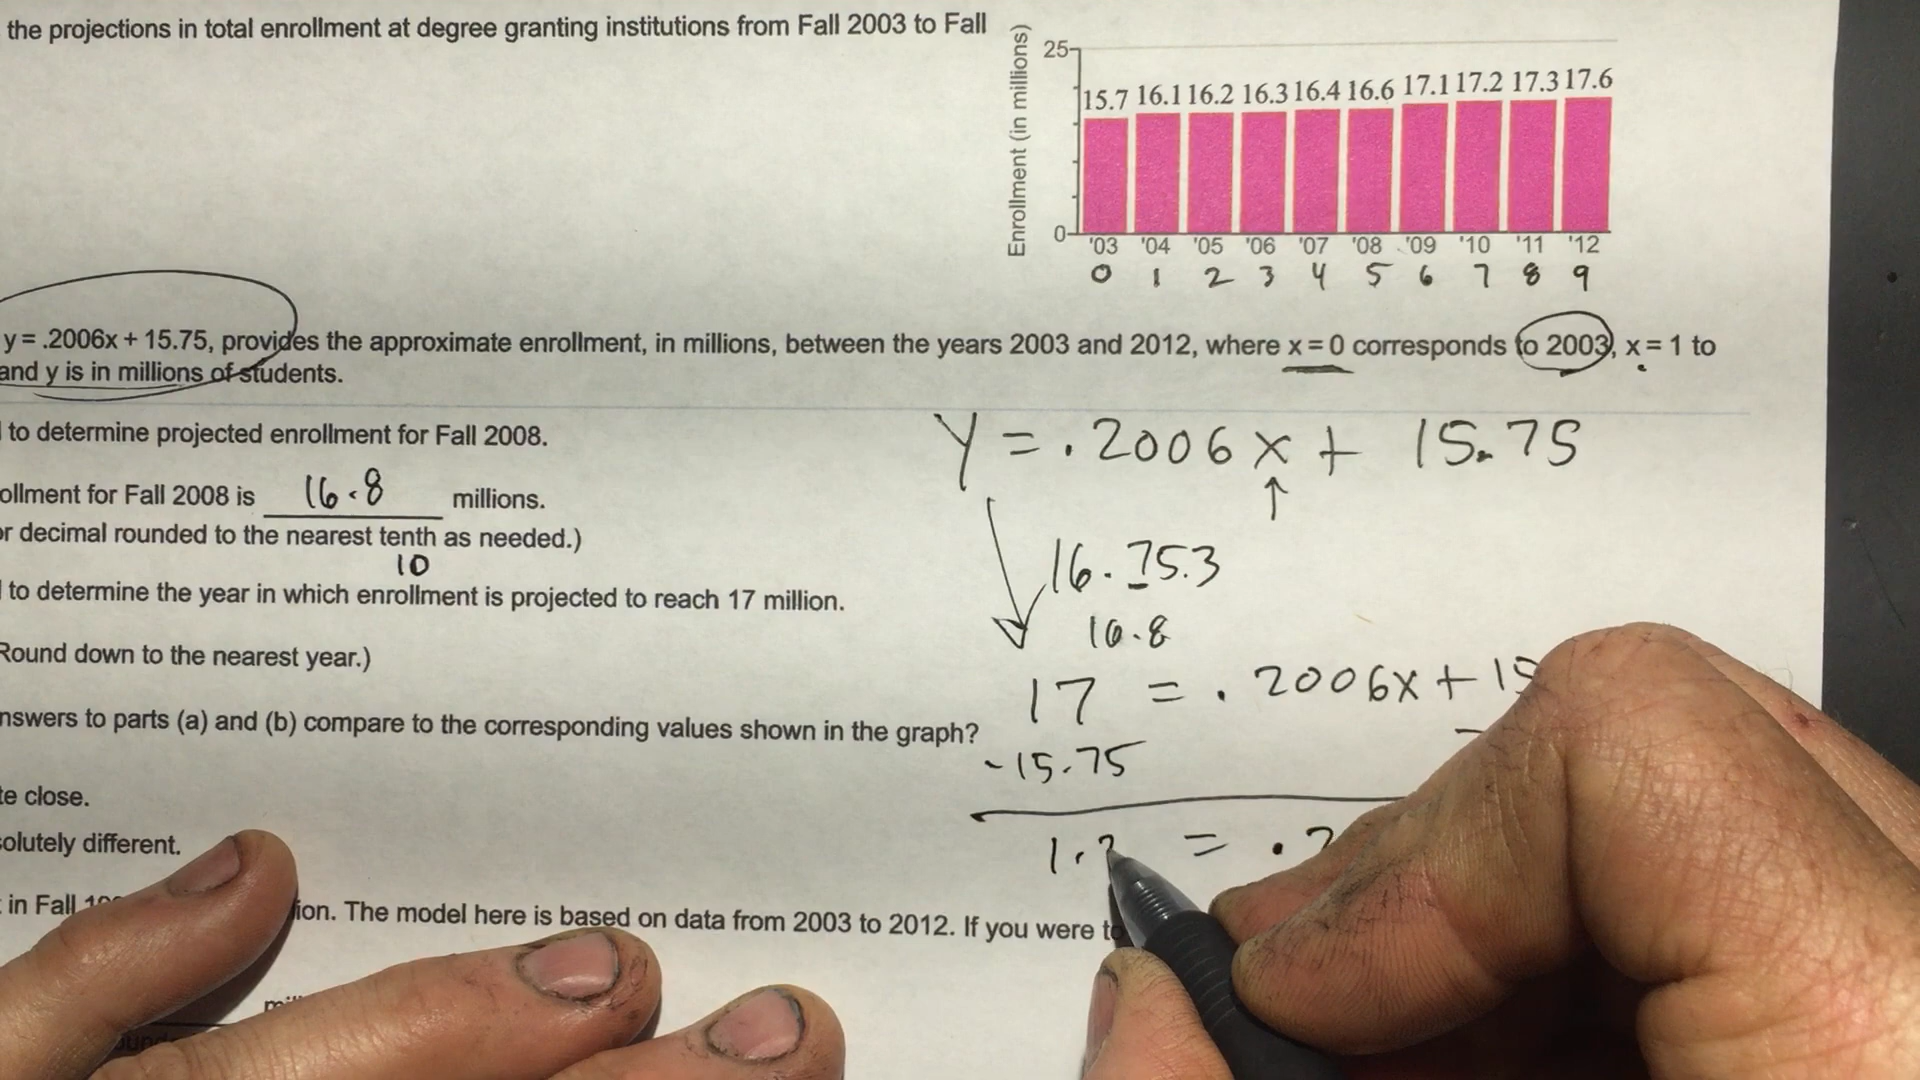 the projections in total enrollment at degree granting institutions from Fall 2003 to Fall
Enrollment (in millions)
25
15.7 16.1 16.2 16.3 16.4 16.6 17.1 17.2 17.3 17.6
0
'03 '04 '05 '06 '07 '08 '09 '10 '11 '12
0 1 2 3 4 5 6 7 8 9
y = .2006x + 15.75, provides the approximate enrollment, in millions, between the years 2003 and 2012, where x = 0 corresponds to 2003, x = 1 to
and y is in millions of students.
to determine projected enrollment for Fall 2008.
y = .2006x + 15.75
ollment for Fall 2008 is 16.8 millions.
↑
or decimal rounded to the nearest tenth as needed.)
10
16.75.3
to determine the year in which enrollment is projected to reach 17 million.
16.8
Round down to the nearest year.)
17 = .2006x + 15
nswers to parts (a) and (b) compare to the corresponding values shown in the graph?
-15.75
te close.
solutely different.
1.2 = .2
in Fall
ion. The model here is based on data from 2003 to 2012. If you were